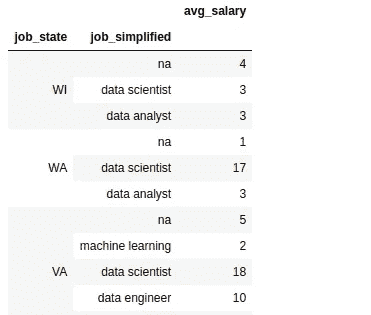 avg_salary
job_state job_simplified
na 4
WI data scientist 3
data analyst 3
na 1
WA data scientist 17
data analyst 3
na 5
machine learning 2
VA data scientist 18
data engineer 10